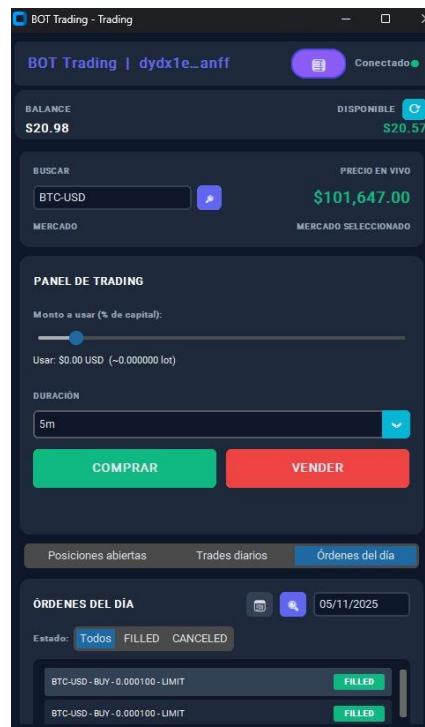 BOT Trading - Trading
BOT Trading | dydx1e_anff
Conectado
BALANCE
DISPONIBLE
$20.98
$20.57
BUSCAR
PRECIO EN VIVO
BTC-USD
$101,647.00
MERCADO
MERCADO SELECCIONADO
PANEL DE TRADING
Monto a usar (% de capital):
Usar: $0.00 USD (~0.000000 lot)
DURACIÓN
5m
COMPRAR
VENDER
Posiciones abiertas
Trades diarios
Órdenes del día
ÓRDENES DEL DÍA
05/11/2025
Estado: Todos FILLED CANCELED
BTC-USD - BUY - 0.000100 - LIMIT
FILLED
BTC-USD - BUY - 0.000100 - LIMIT
FILLED